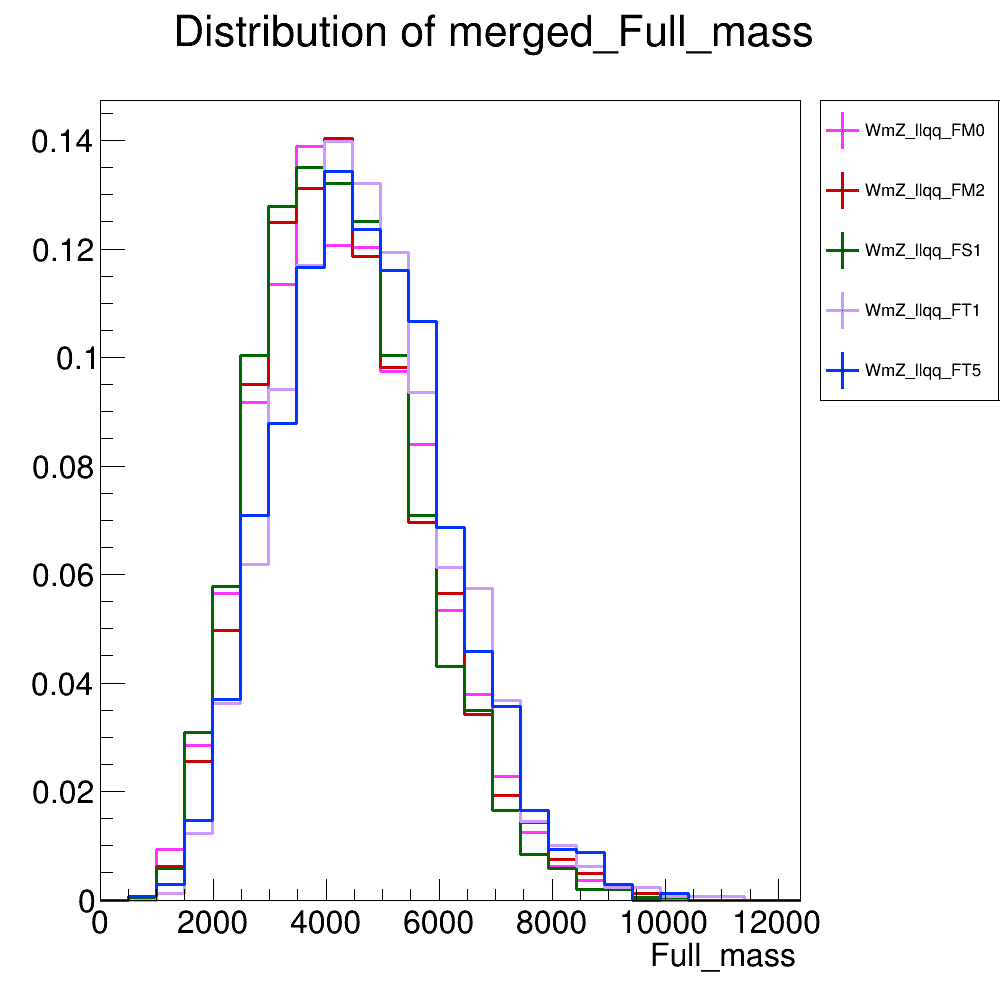 Distribution of merged_Full_mass
0.14
0.12
0.1
0.08
0.06
0.04
0.02
0
0 2000 4000 6000 8000 10000 12000
Full_mass
WmZ_llqq_FM0
WmZ_llqq_FM2
WmZ_llqq_FS1
WmZ_llqq_FT1
WmZ_llqq_FT5